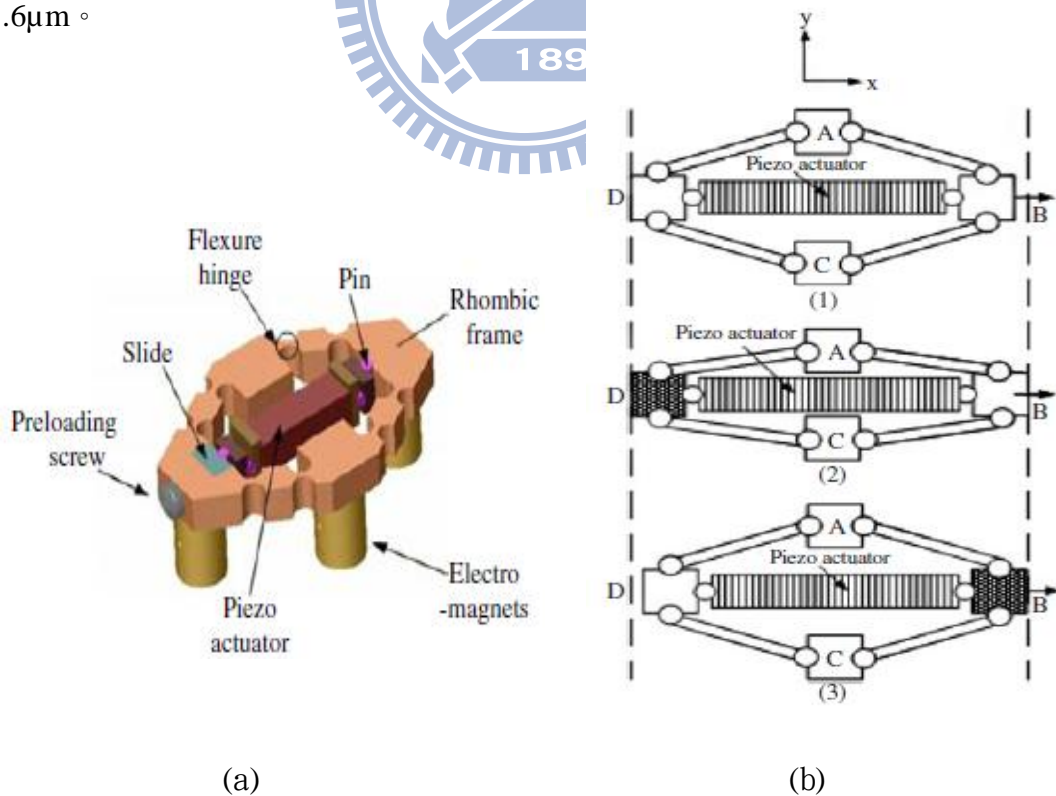 .6μm。
189
Flexure
hinge
Pin
Rhombic
frame
Slide
Preloading
screw
Electro
-magnets
Piezo
actuator
(a)
y
x
A
Piezo actuator
D
B
C
(1)
Piezo actuator
A
D
B
C
(2)
A
Piezo actuator
D
B
C
(3)
(b)